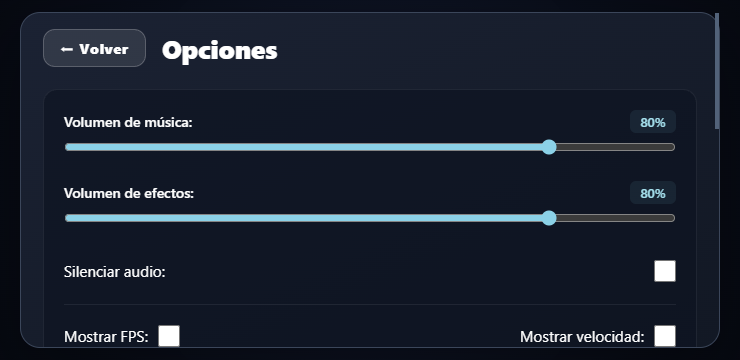 ← Volver
Opciones
Volumen de música: 80%
Volumen de efectos: 80%
Silenciar audio:
Mostrar FPS: Mostrar velocidad: